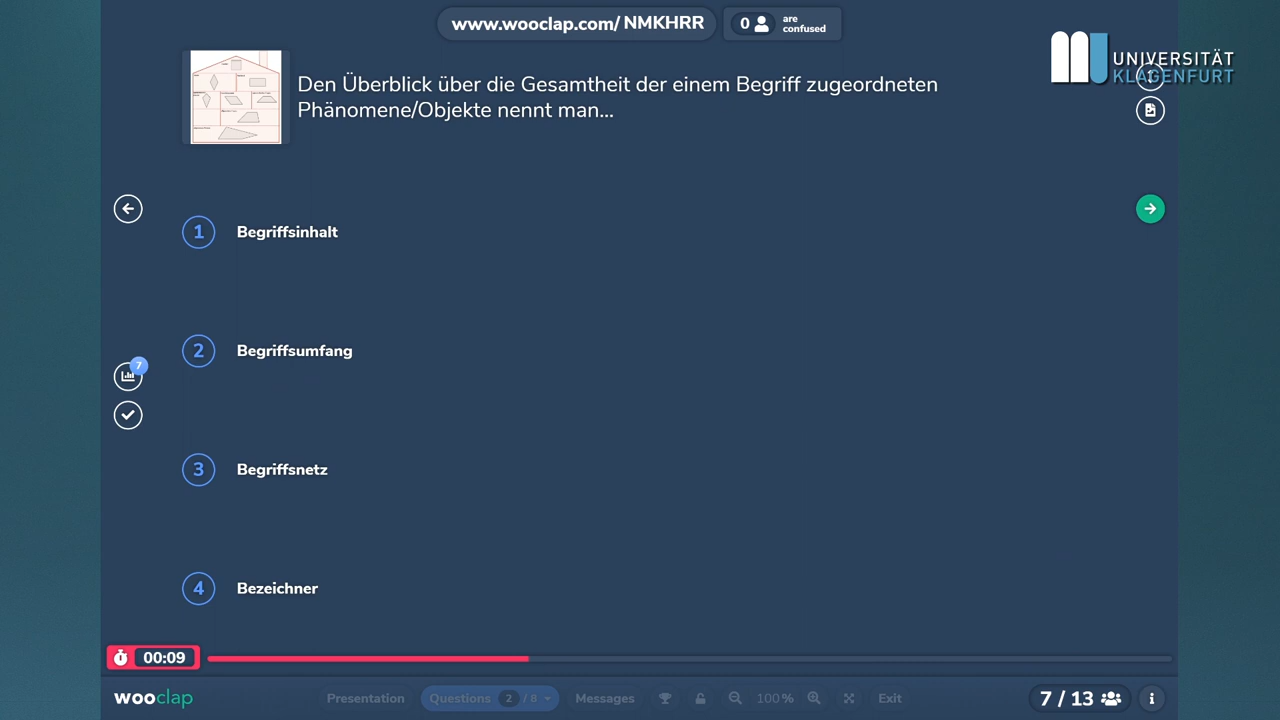 www.wooclap.com/ NMKHRR
0 are confused
UNIVERSITÄT
KLAGENFURT
Den Überblick über die Gesamtheit der einem Begriff zugeordneten
Phänomene/Objekte nennt man...
1 Begriffsinhalt
2 Begriffsumfang
7
3 Begriffsnetz
4 Bezeichner
00:09
wooclap Presentation Questions 2 / 8 Messages 100% Exit 7 / 13 i